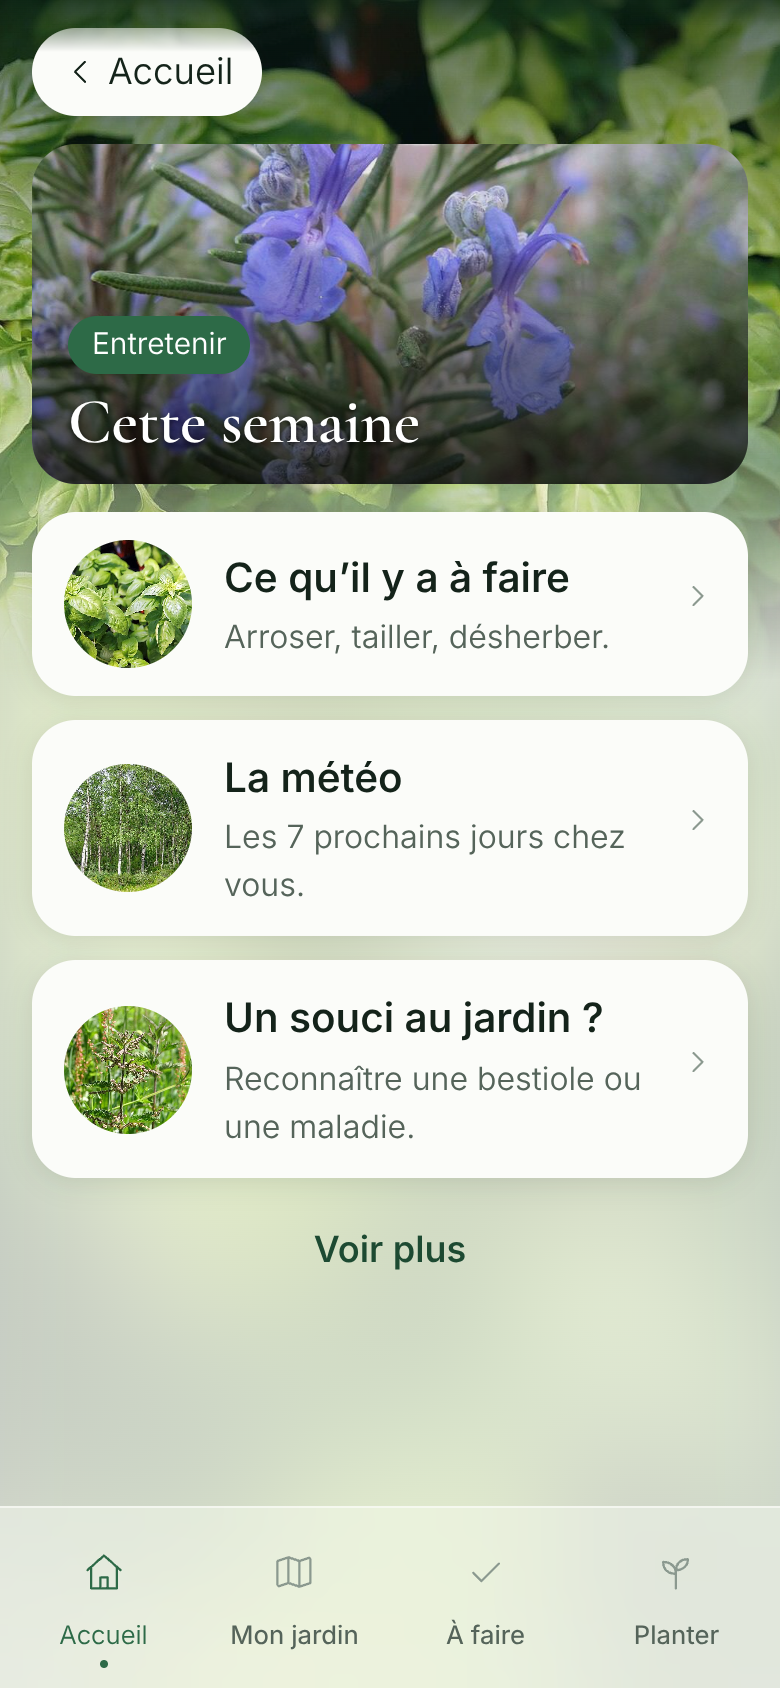 Accueil
Entretenir
Cette semaine
Ce qu’il y a à faire
Arroser, tailler, désherber.
La météo
Les 7 prochains jours chez
vous.
Un souci au jardin ?
Reconnaître une bestiole ou
une maladie.
Voir plus
Accueil
Mon jardin
À faire
Planter